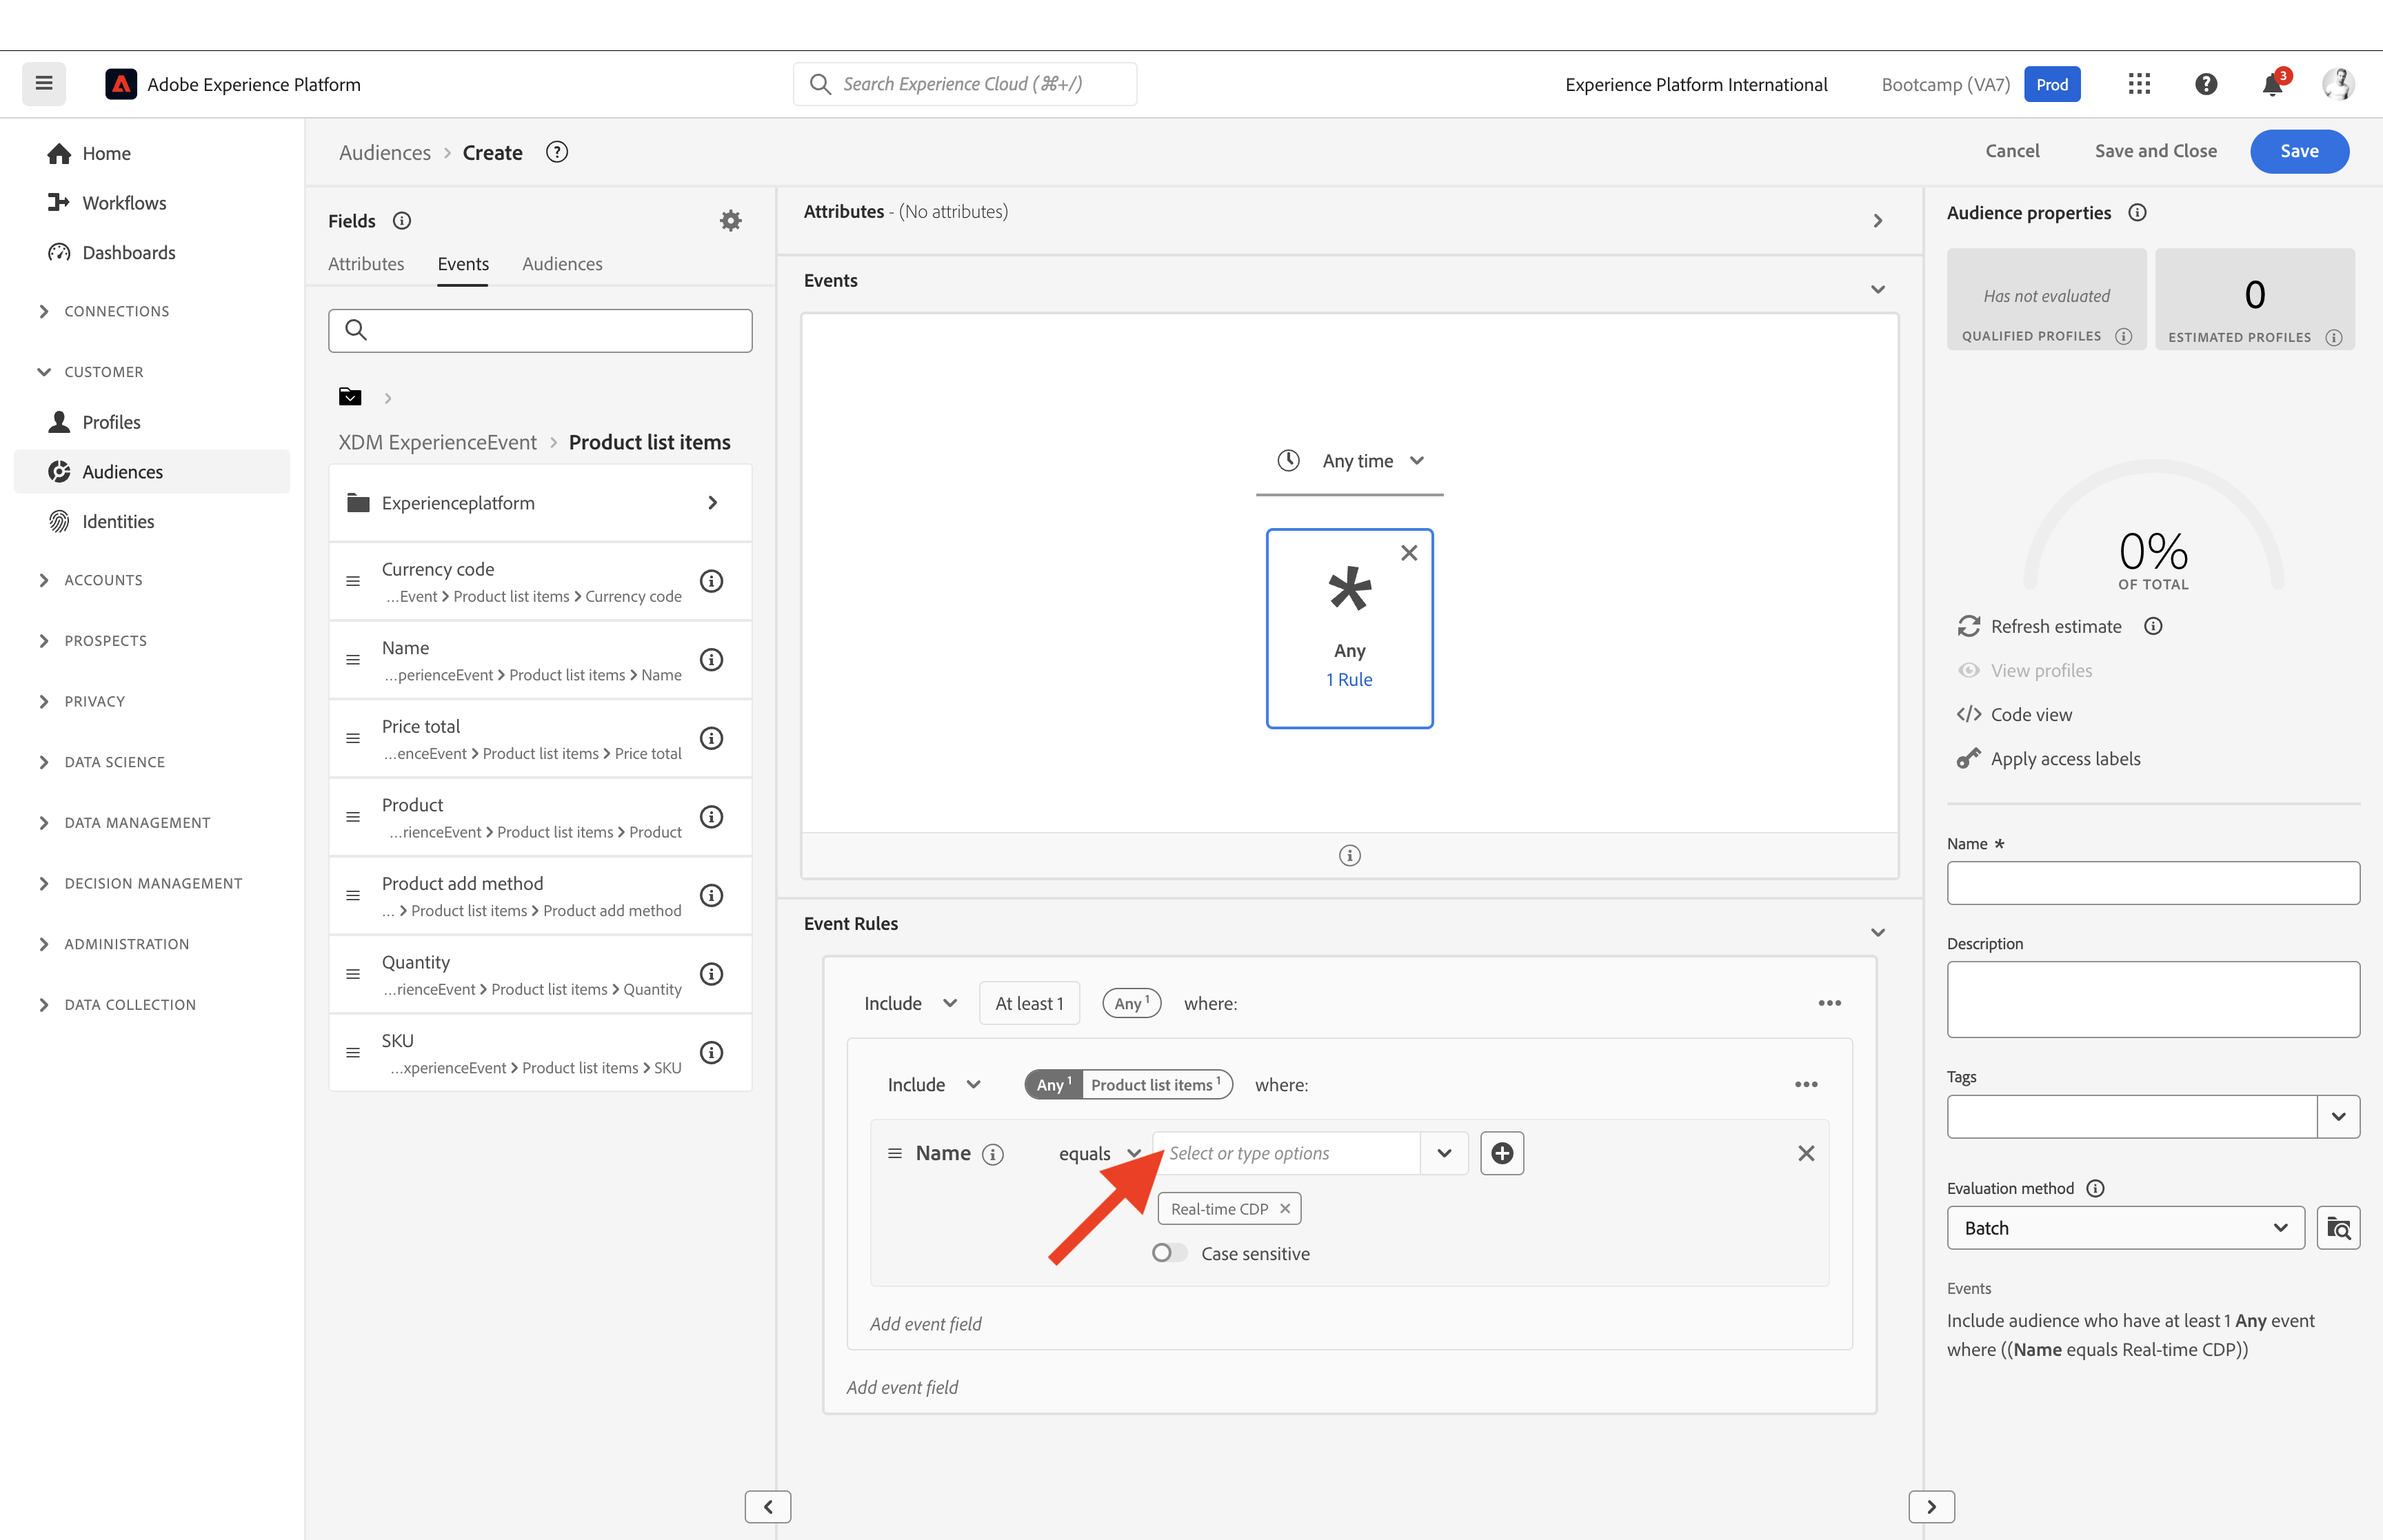 Adobe Experience Platform
Search Experience Cloud (⌘+/)
Experience Platform International
Bootcamp (VA7)
Prod
3
Home
Workflows
Dashboards
CONNECTIONS
CUSTOMER
Profiles
Audiences
Identities
ACCOUNTS
PROSPECTS
PRIVACY
DATA SCIENCE
DATA MANAGEMENT
DECISION MANAGEMENT
ADMINISTRATION
DATA COLLECTION
Audiences > Create
Cancel
Save and Close
Save
Fields
Attributes
Events
Audiences
XDM ExperienceEvent > Product list items
Experienceplatform
Currency code
...Event > Product list items > Currency code
Name
...perienceEvent > Product list items > Name
Price total
...enceEvent > Product list items > Price total
Product
...rienceEvent > Product list items > Product
Product add method
... > Product list items > Product add method
Quantity
...rienceEvent > Product list items > Quantity
SKU
...xperienceEvent > Product list items > SKU
Attributes - (No attributes)
Events
Any time
Any
1 Rule
Event Rules
Include At least 1 Any 1 where:
Include Any 1 Product list items 1 where:
Name equals Select or type options
Real-time CDP
Case sensitive
Add event field
Add event field
Audience properties
Has not evaluated
QUALIFIED PROFILES
0
ESTIMATED PROFILES
0%
OF TOTAL
Refresh estimate
View profiles
Code view
Apply access labels
Name *
Description
Tags
Evaluation method
Batch
Events
Include audience who have at least 1 Any event
where ((Name equals Real-time CDP))